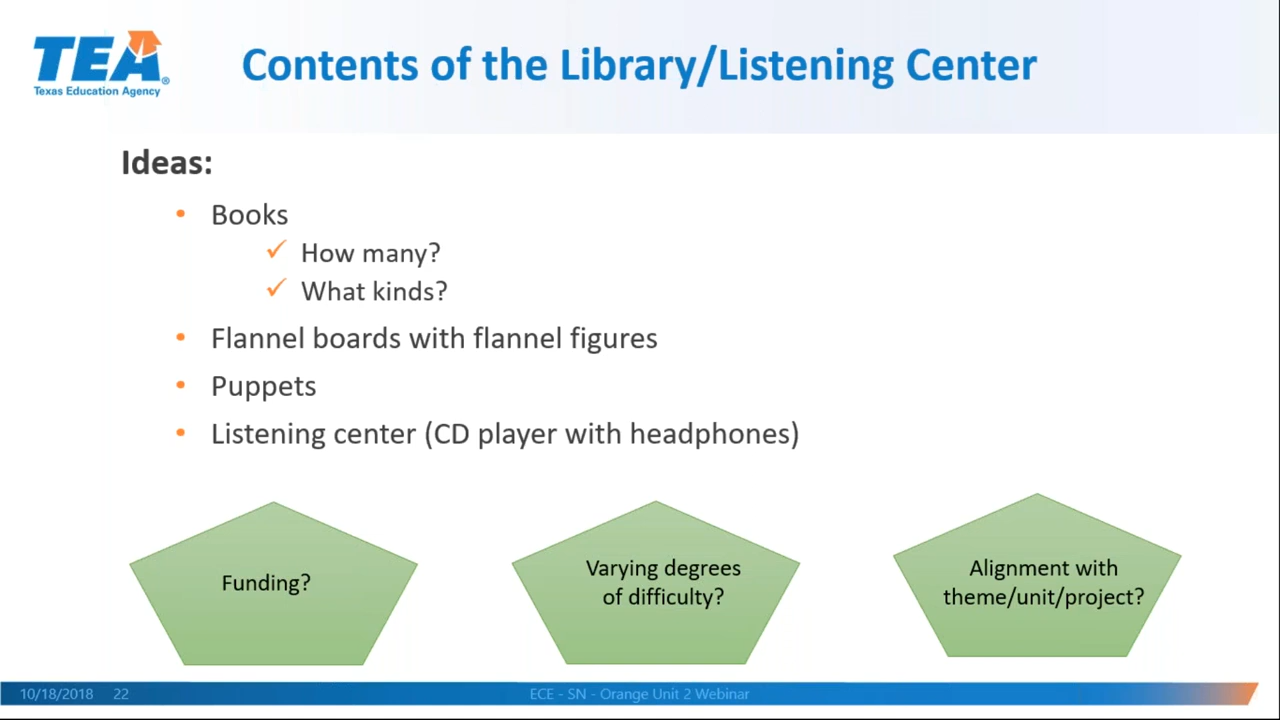 TEA®
Texas Education Agency
Contents of the Library/Listening Center
Ideas:
• Books
✓ How many?
✓ What kinds?
• Flannel boards with flannel figures
• Puppets
• Listening center (CD player with headphones)
Funding?
Varying degrees
of difficulty?
Alignment with
theme/unit/project?
10/18/2018 22 ECE - SN - Orange Unit 2 Webinar